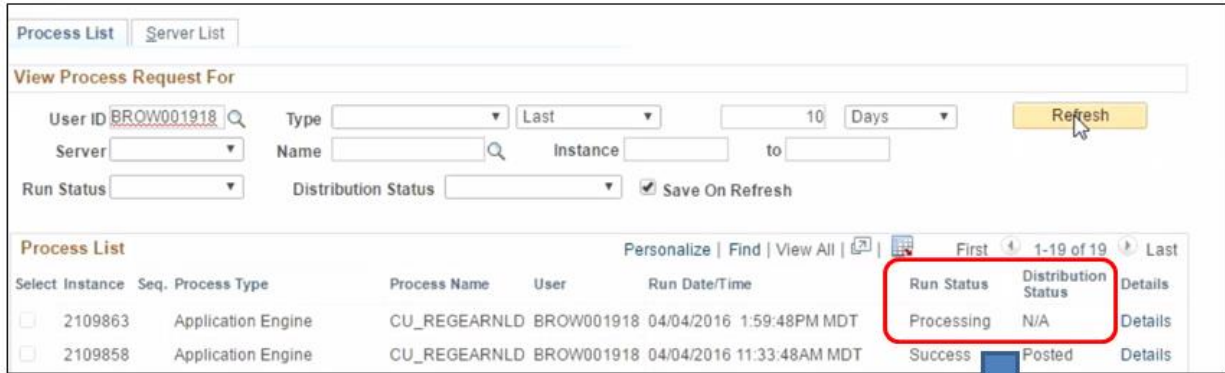 Process List Server List
View Process Request For
User ID BROW001918 Type Last 10 Days Refresh
Server Name Instance to
Run Status Distribution Status Save On Refresh
Process List Personalize | Find | View All | | First 1-19 of 19 Last
Select Instance Seq. Process Type Process Name User Run Date/Time Run Status Distribution Status Details
2109863 Application Engine CU_REGEARNLD BROW001918 04/04/2016 1:59:48PM MDT Processing N/A Details
2109858 Application Engine CU_REGEARNLD BROW001918 04/04/2016 11:33:48AM MDT Success Posted Details